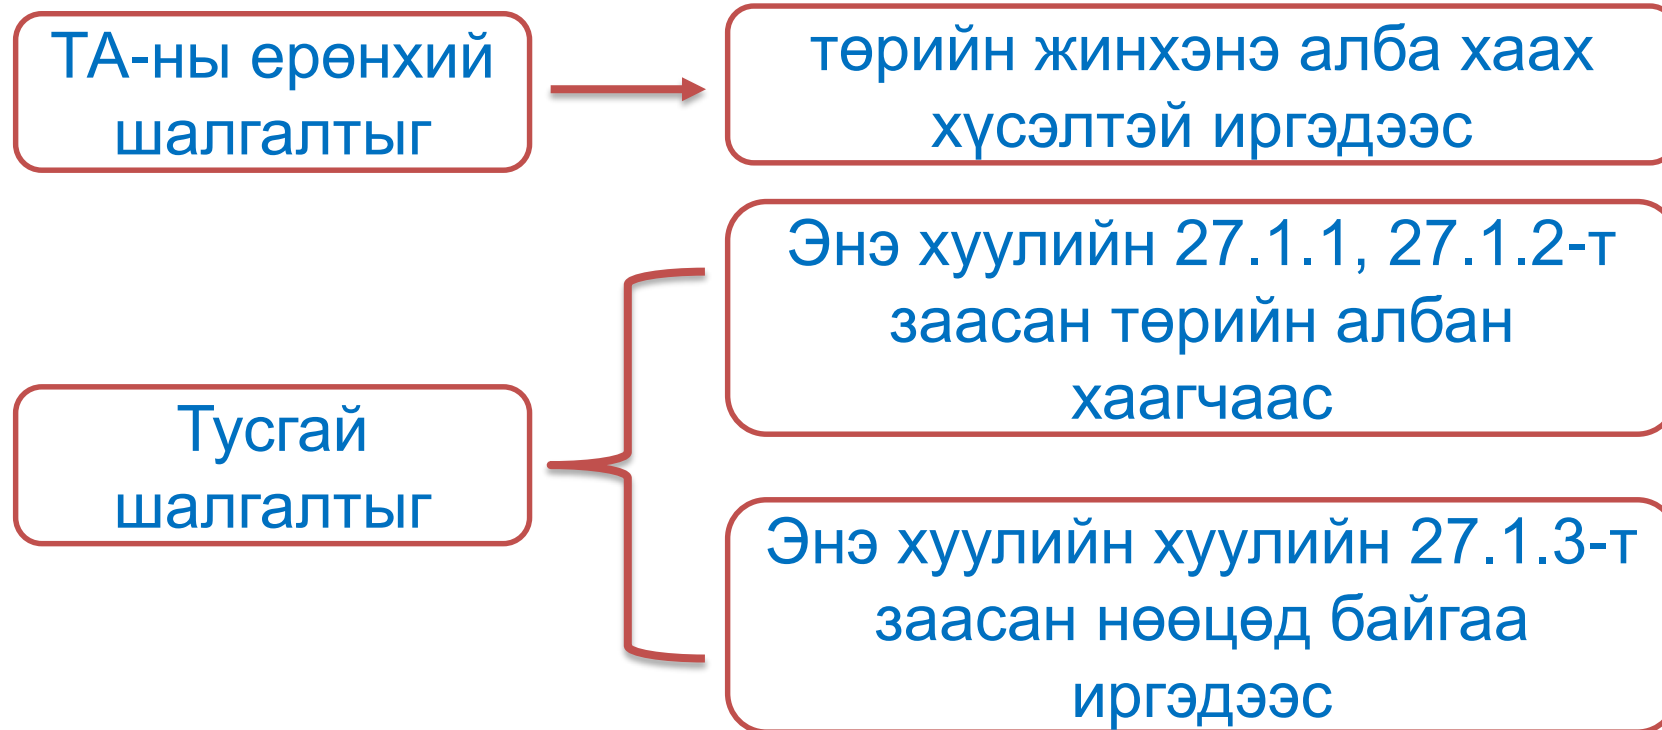 ТА-ны ерөнхий
шалгалтыг
төрийн жинхэнэ алба хаах
хүсэлтэй иргэдээс
Энэ хуулийн 27.1.1, 27.1.2-т
заасан төрийн албан
хаагчаас
Тусгай
шалгалтыг
Энэ хуулийн хуулийн 27.1.3-т
заасан нөөцөд байгаа
иргэдээс